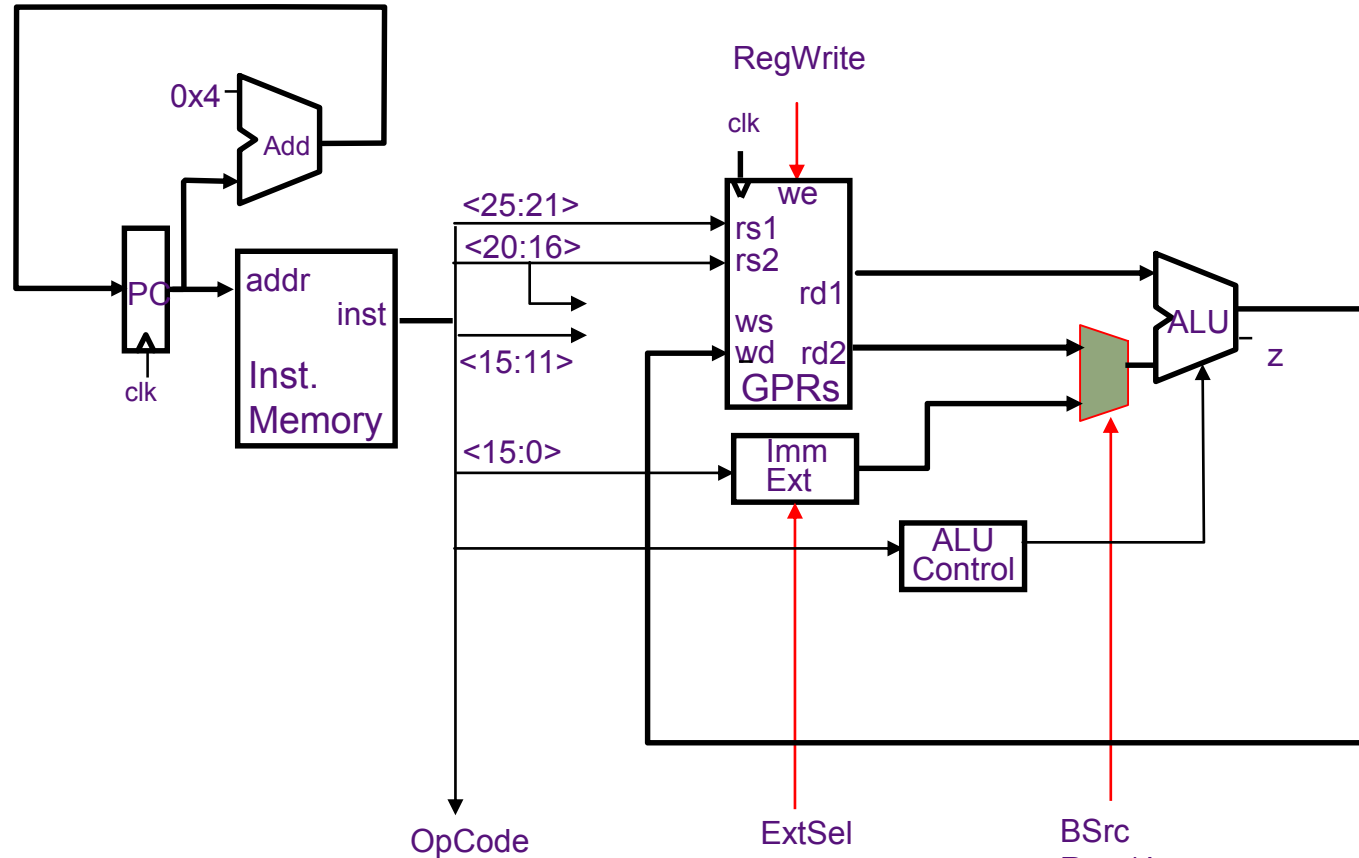 RegWrite
0x4
Add
clk
we
<25:21>
rs1
<20:16>
rs2
PC
addr
inst
rd1
ws
wd
rd2
ALU
z
<15:11>
clk
Inst.
Memory
GPRs
<15:0>
Imm
Ext
ALU
Control
OpCode
ExtSel
BSrc